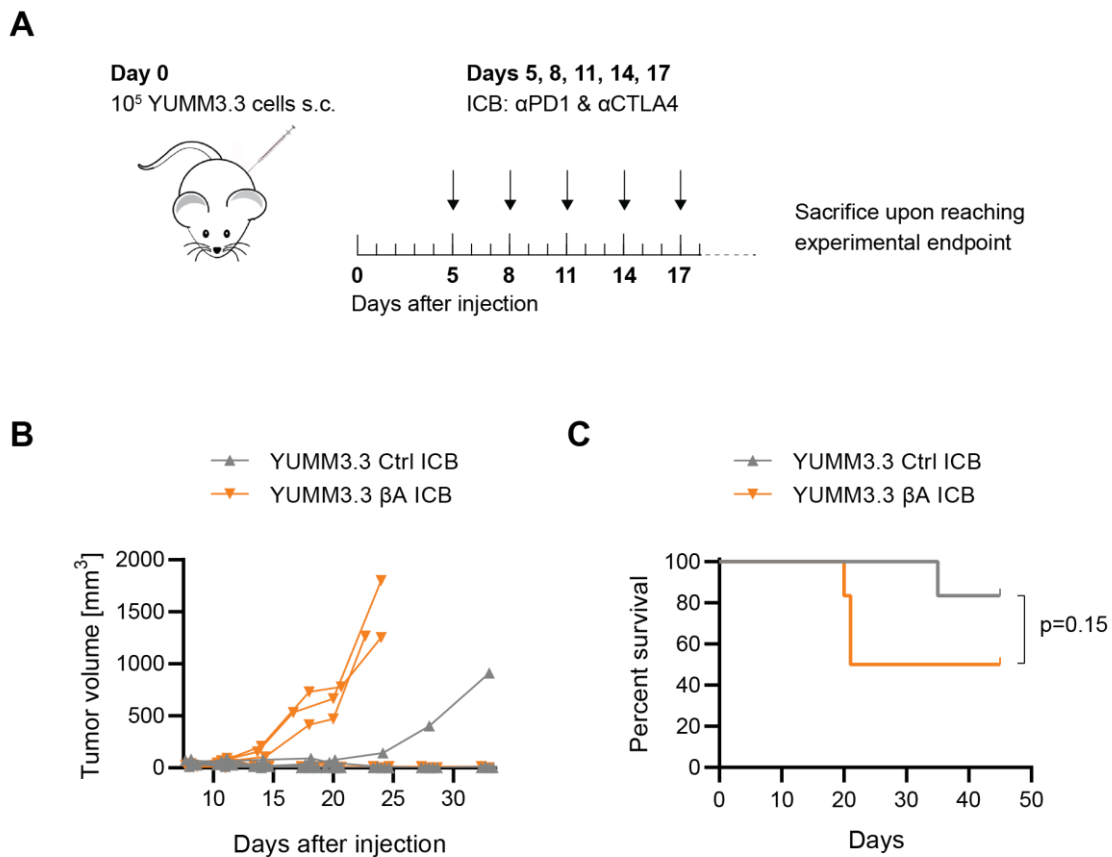 A
Day 0
10⁵ YUMM3.3 cells s.c.
Days 5, 8, 11, 14, 17
ICB: αPD1 & αCTLA4
Sacrifice upon reaching
experimental endpoint
0 5 8 11 14 17
Days after injection
B
YUMM3.3 Ctrl ICB
YUMM3.3 βA ICB
Tumor volume [mm³]
2000
1500
1000
500
0
10 15 20 25 30
Days after injection
C
YUMM3.3 Ctrl ICB
YUMM3.3 βA ICB
Percent survival
100
80
60
40
20
0
p=0.15
0 10 20 30 40 50
Days